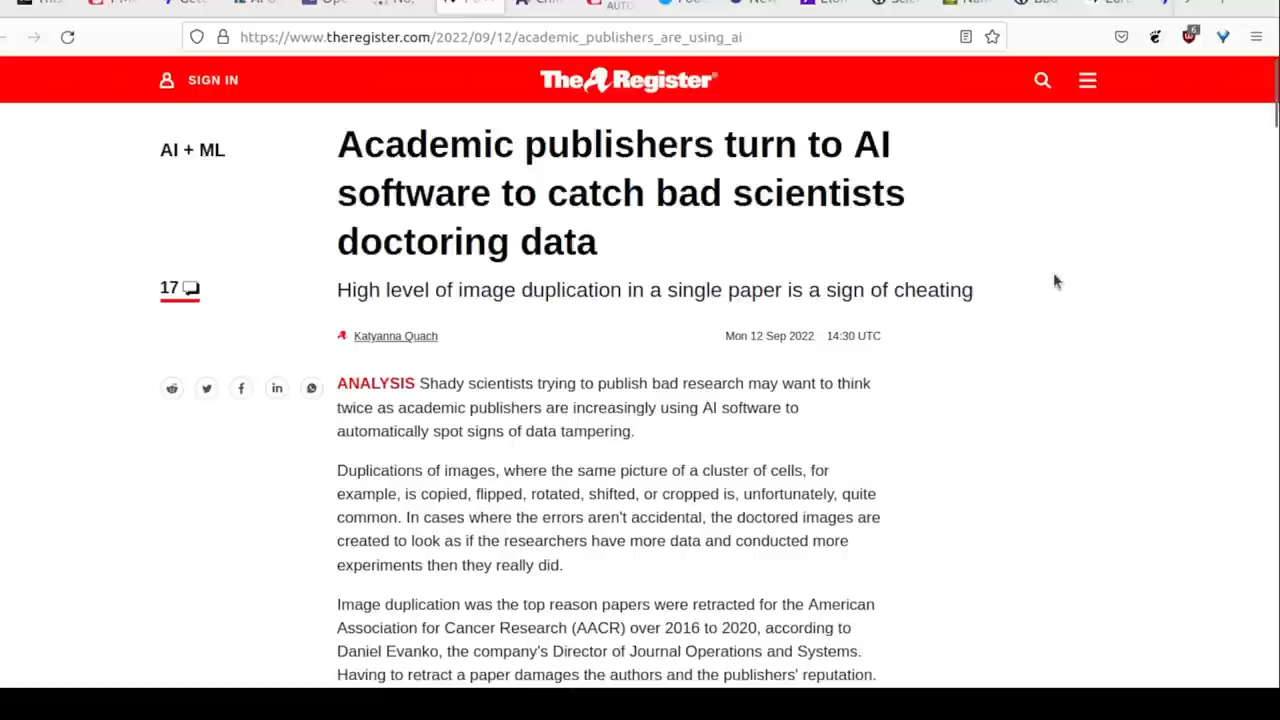 https://www.theregister.com/2022/09/12/academic_publishers_are_using_ai
6
SIGN IN
The Register
AI + ML
Academic publishers turn to AI
software to catch bad scientists
doctoring data
17
High level of image duplication in a single paper is a sign of cheating
Katyanna Quach
Mon 12 Sep 2022 14:30 UTC
ANALYSIS Shady scientists trying to publish bad research may want to think
twice as academic publishers are increasingly using AI software to
automatically spot signs of data tampering.
Duplications of images, where the same picture of a cluster of cells, for
example, is copied, flipped, rotated, shifted, or cropped is, unfortunately, quite
common. In cases where the errors aren't accidental, the doctored images are
created to look as if the researchers have more data and conducted more
experiments then they really did.
Image duplication was the top reason papers were retracted for the American
Association for Cancer Research (AACR) over 2016 to 2020, according to
Daniel Evanko, the company's Director of Journal Operations and Systems.
Having to retract a paper damages the authors and the publishers' reputation.